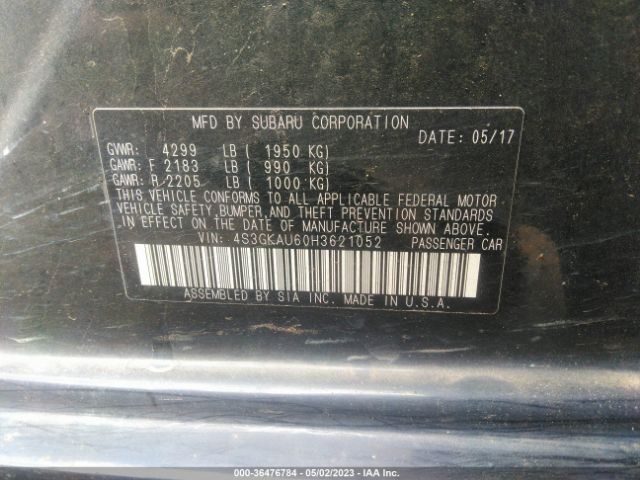 MFD BY SUBARU CORPORATION
DATE: 05/17
GVWR: 4299 LB ( 1950 KG)
GAWR: F 2183 LB ( 990 KG)
GAWR: R 2205 LB ( 1000 KG)
THIS VEHICLE CONFORMS TO ALL APPLICABLE FEDERAL MOTOR
VEHICLE SAFETY, BUMPER, AND THEFT PREVENTION STANDARDS
IN EFFECT ON THE DATE OF MANUFACTURE SHOWN ABOVE.
VIN: 4S3GKAU60H3621052 PASSENGER CAR
ASSEMBLED BY SIA INC. MADE IN U.S.A.
000-36476784 - 05/02/2023 - IAA Inc.